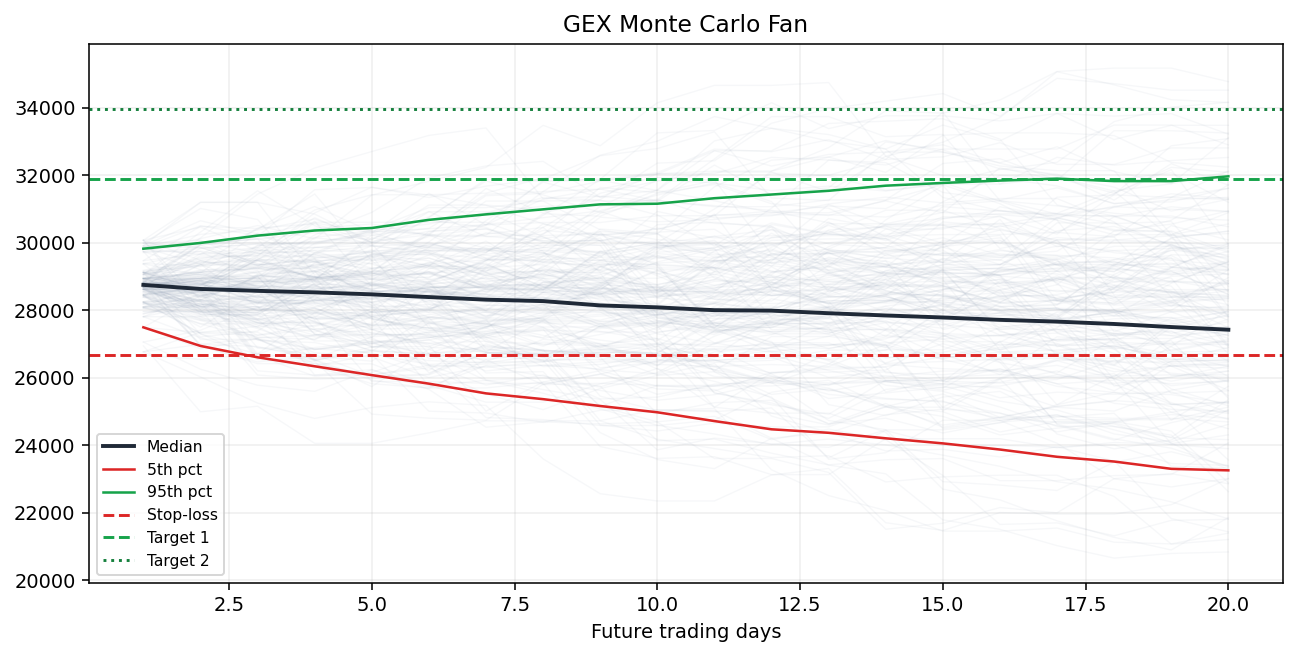 GEX Monte Carlo Fan
34000
32000
30000
28000
26000
24000
22000
20000
Median
5th pct
95th pct
Stop-loss
Target 1
Target 2
2.5 5.0 7.5 10.0 12.5 15.0 17.5 20.0
Future trading days